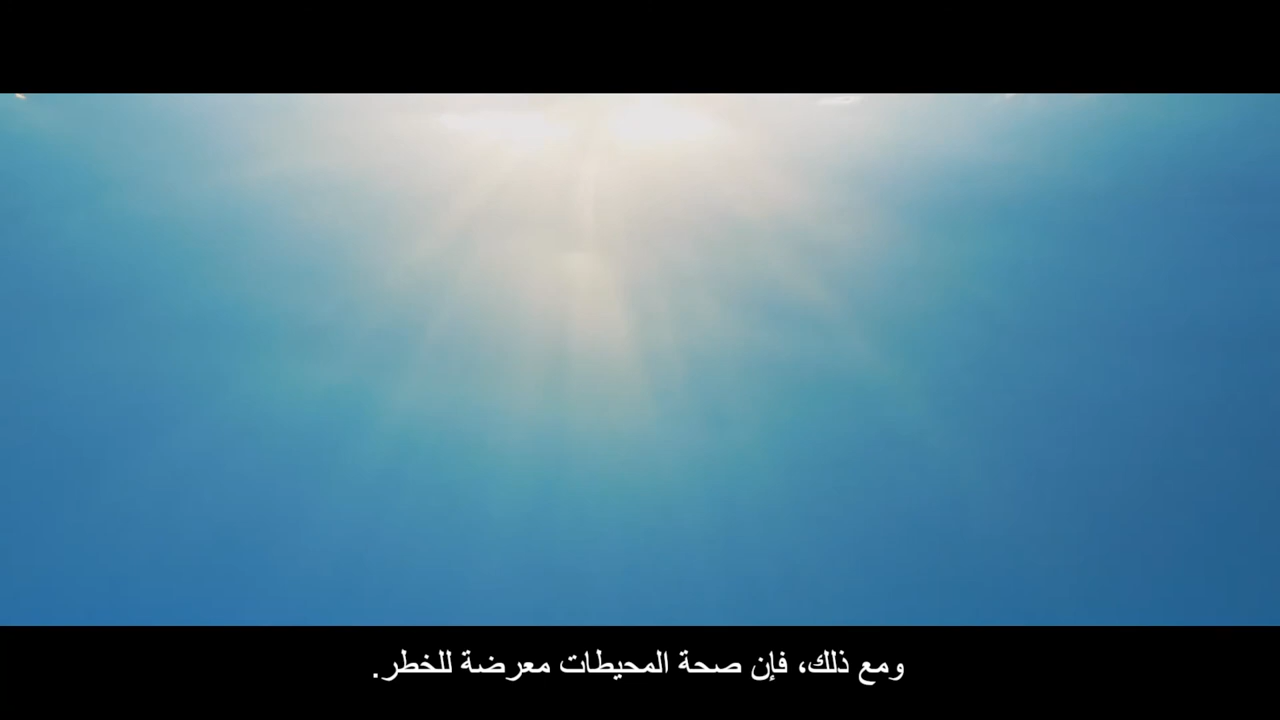 ومع ذلك، فإن صحة المحيطات معرضة للخطر.